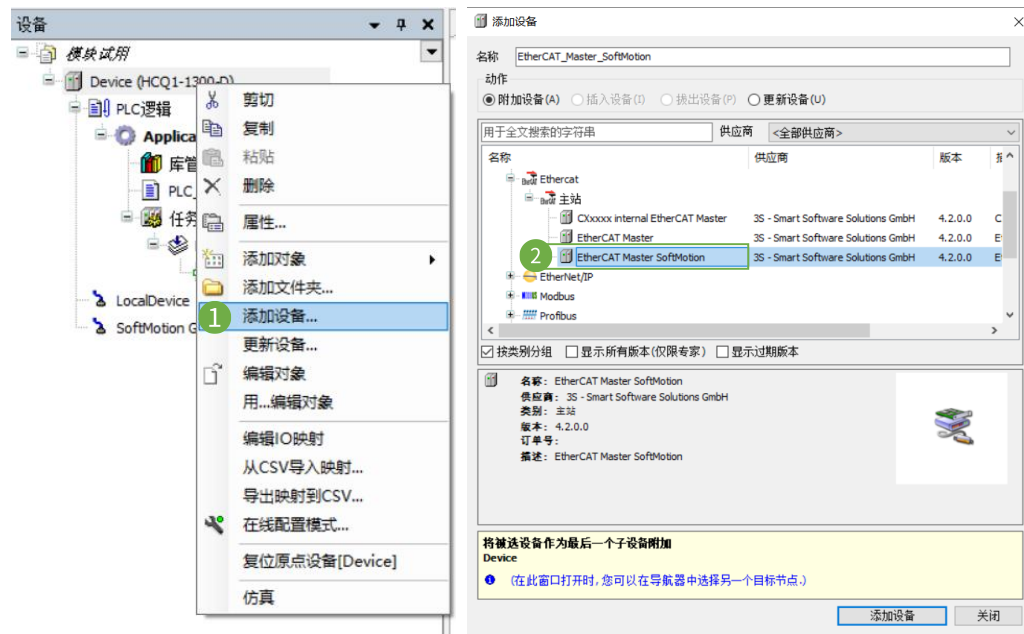 设备
模块试用
Device (HCQ1-1300-D)
PLC逻辑
Applica
库管
PLC_
任务
LocalDevice
SoftMotion G
剪切
复制
粘贴
删除
属性...
添加对象
添加文件夹...
1
添加设备...
更新设备...
编辑对象
用...编辑对象
编辑IO映射
从CSV导入映射...
导出映射到CSV...
在线配置模式...
复位原点设备[Device]
仿真
添加设备
名称 EtherCAT_Master_SoftMotion
动作
附加设备(A) 插入设备(I) 拔出设备(P) 更新设备(U)
用于全文搜索的字符串 供应商 <全部供应商>
名称 供应商 版本
Ethercat
主站
CXxxxx internal EtherCAT Master 3S - Smart Software Solutions GmbH 4.2.0.0 C
EtherCAT Master 3S - Smart Software Solutions GmbH 4.2.0.0 E
2 EtherCAT Master SoftMotion 3S - Smart Software Solutions GmbH 4.2.0.0 E
EtherNet/IP
Modbus
Profibus
按类别分组 显示所有版本(仅限专家) 显示过期版本
名称: EtherCAT Master SoftMotion
供应商: 3S - Smart Software Solutions GmbH
类别: 主站
版本: 4.2.0.0
订单号:
描述: EtherCAT Master SoftMotion
将被选设备作为最后一个子设备附加
Device
(在此窗口打开时,您可以在导航器中选择另一个目标节点.)
添加设备 关闭